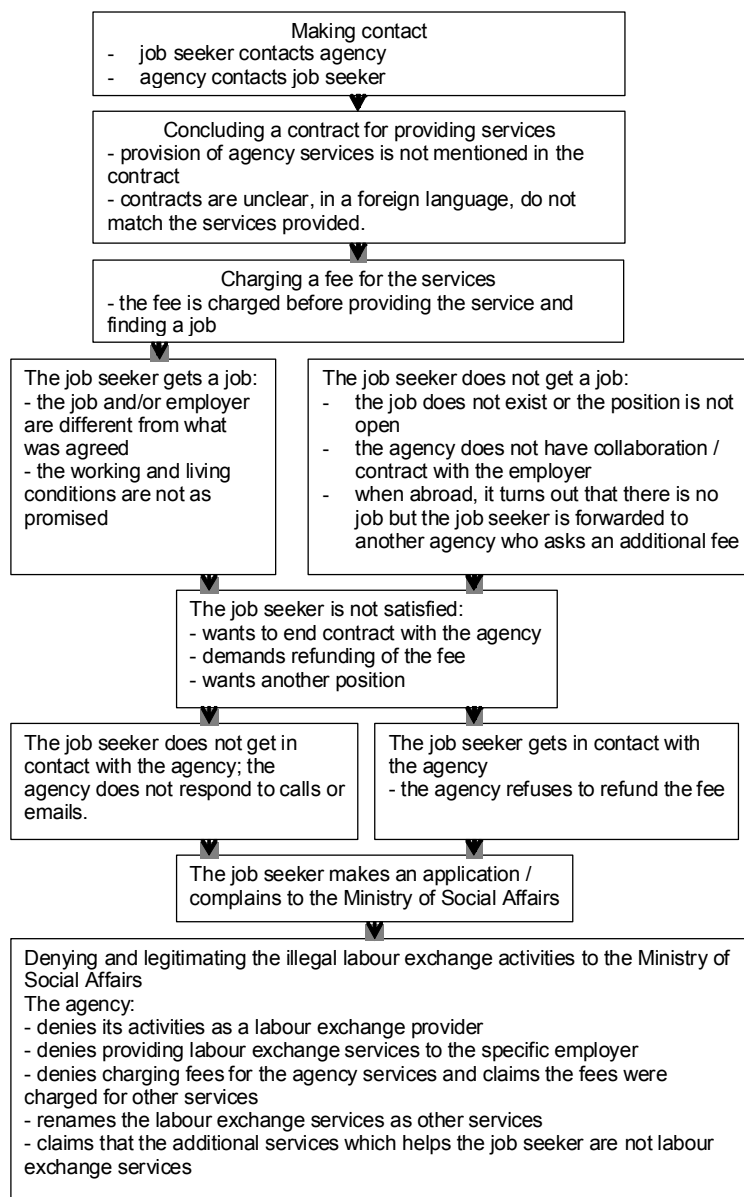 Making contact
- job seeker contacts agency
- agency contacts job seeker
Concluding a contract for providing services
- provision of agency services is not mentioned in the
contract
- contracts are unclear, in a foreign language, do not
match the services provided.
Charging a fee for the services
- the fee is charged before providing the service and
finding a job
The job seeker gets a job:
- the job and/or employer
are different from what
was agreed
- the working and living
conditions are not as
promised
The job seeker does not get a job:
- the job does not exist or the position is not
open
- the agency does not have collaboration /
contract with the employer
- when abroad, it turns out that there is no
job but the job seeker is forwarded to
another agency who asks an additional fee
The job seeker is not satisfied:
- wants to end contract with the agency
- demands refunding of the fee
- wants another position
The job seeker does not get in
contact with the agency; the
agency does not respond to calls or
emails.
The job seeker gets in contact with
the agency
- the agency refuses to refund the fee
The job seeker makes an application /
complains to the Ministry of Social Affairs
Denying and legitimating the illegal labour exchange activities to the Ministry of
Social Affairs
The agency:
- denies its activities as a labour exchange provider
- denies providing labour exchange services to the specific employer
- denies charging fees for the agency services and claims the fees were
charged for other services
- renames the labour exchange services as other services
- claims that the additional services which helps the job seeker are not labour
exchange services